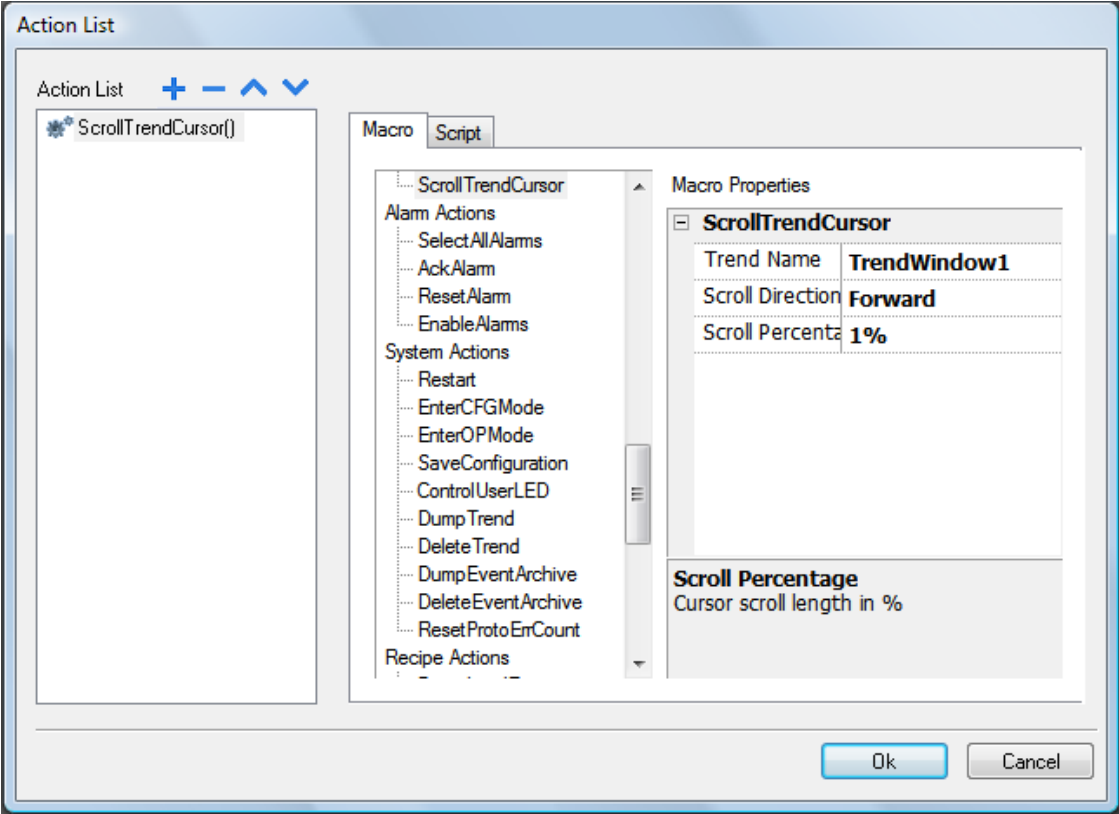 Action List
Action List
ScrollTrendCursor()
Macro
Script
ScrollTrendCursor
Alarm Actions
SelectAllAlarms
AckAlarm
ResetAlarm
EnableAlarms
System Actions
Restart
EnterCFGMode
EnterOPMode
SaveConfiguration
ControlUserLED
DumpTrend
DeleteTrend
DumpEventArchive
DeleteEventArchive
ResetProtoErrCount
Recipe Actions
Macro Properties
ScrollTrendCursor
Trend Name TrendWindow1
Scroll Direction Forward
Scroll Percenta 1%
Scroll Percentage
Cursor scroll length in %
Ok
Cancel